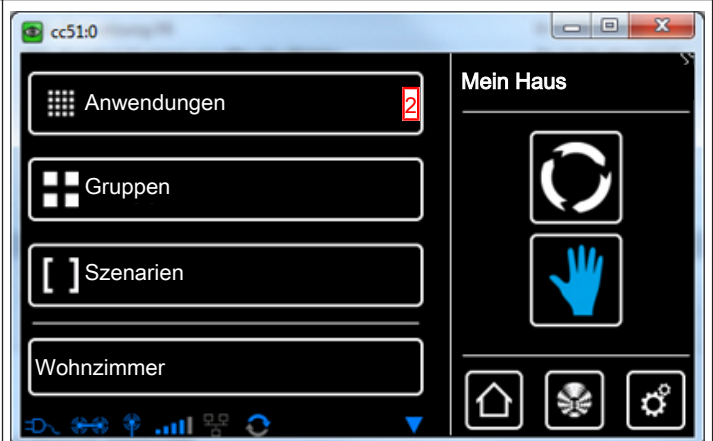 cc51:0
Anwendungen
2
Gruppen
Szenarien
Wohnzimmer
Mein Haus